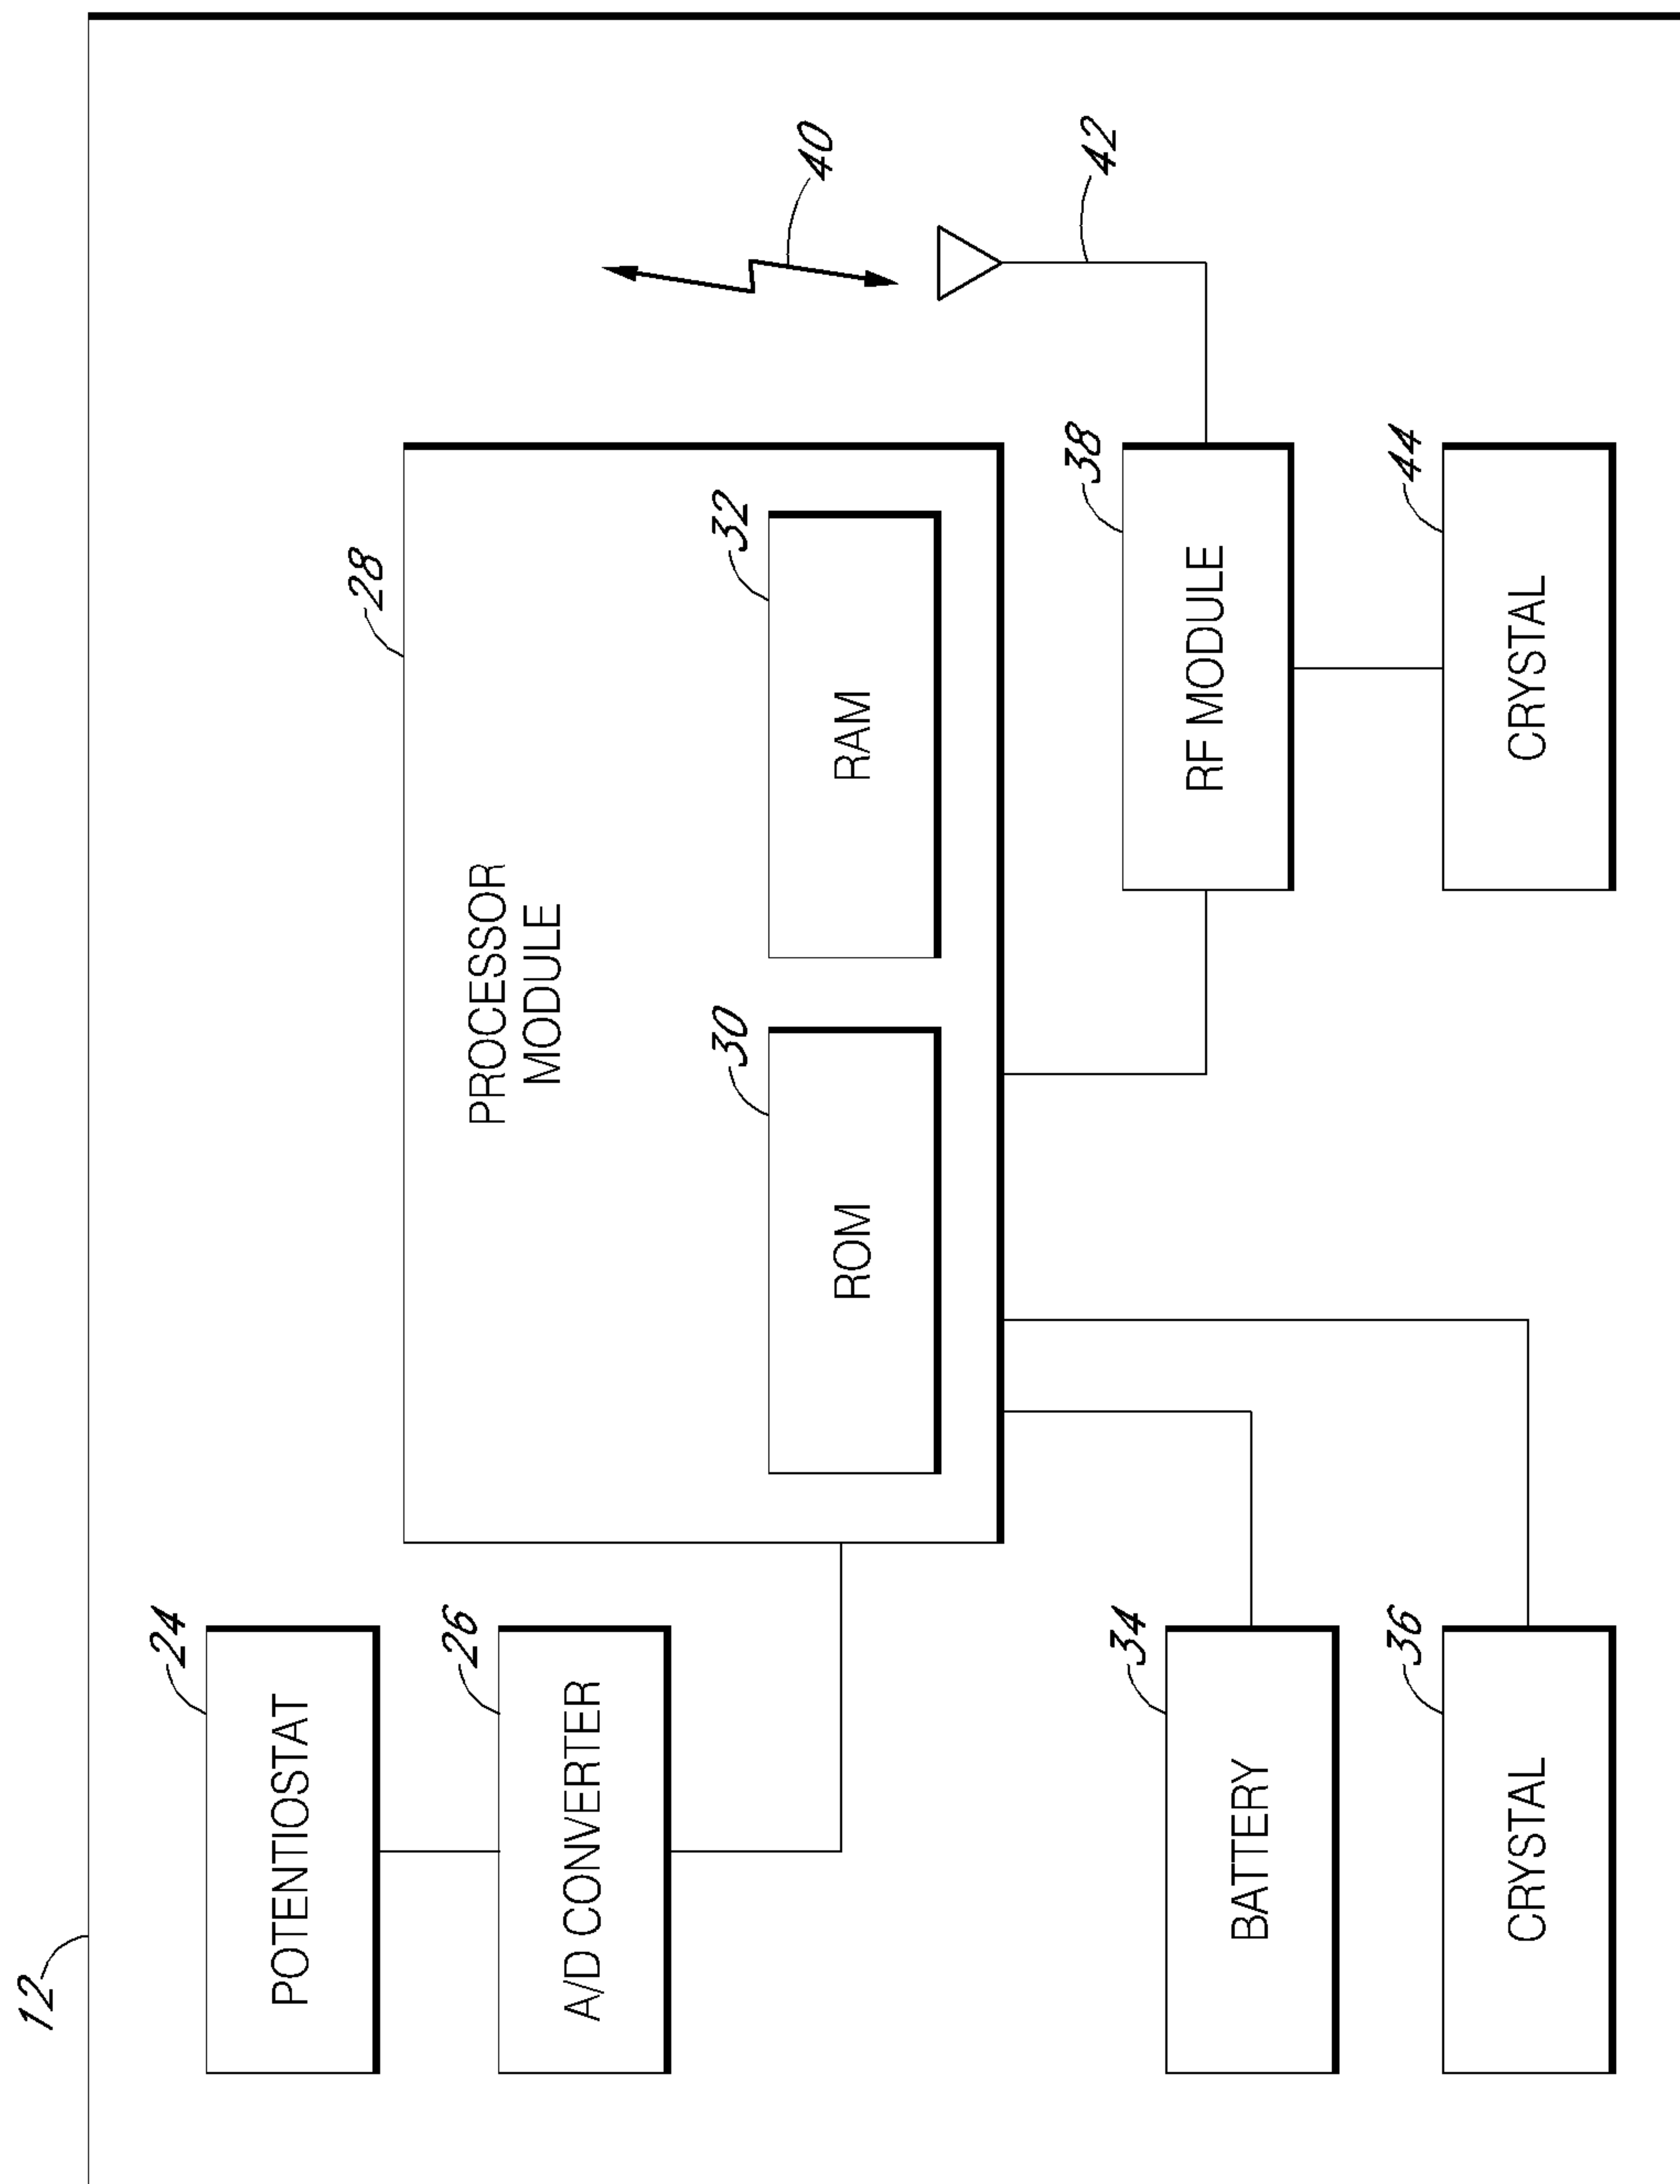 12
24
POTENTIOSTAT
26
A/D CONVERTER
28
PROCESSOR
MODULE
30
ROM
32
RAM
40
42
34
BATTERY
38
RF MODULE
36
CRYSTAL
44
CRYSTAL